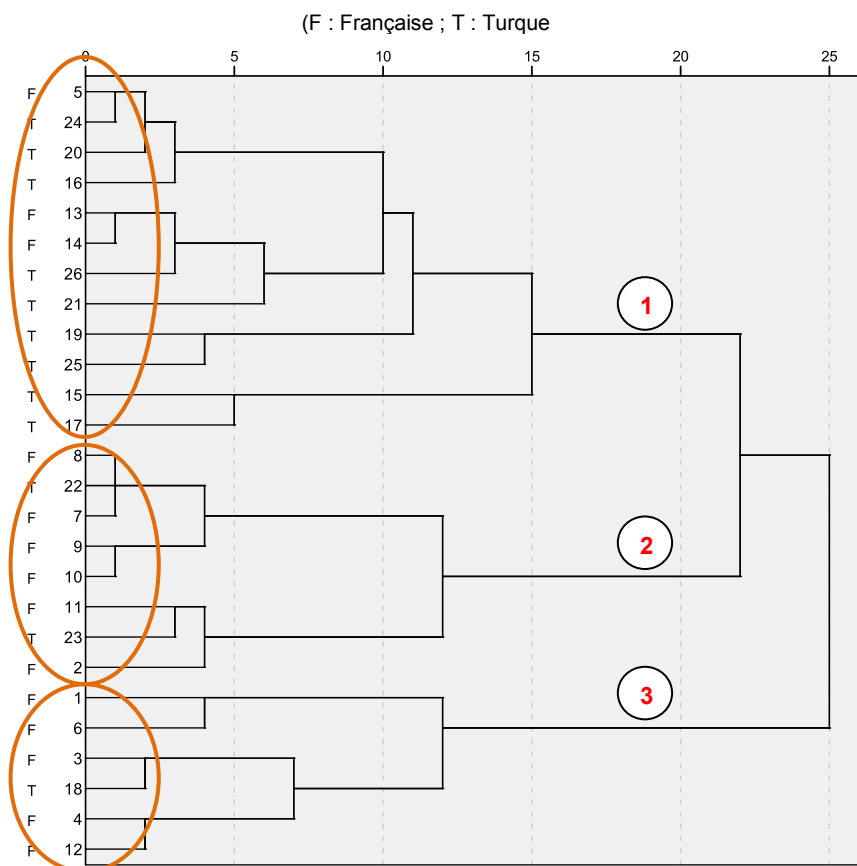 (F : Française ; T : Turque
0 5 10 15 20 25
F 5
T 24
T 20
T 16
F 13
F 14
T 26
T 21
T 19
T 25
T 15
T 17
F 8
T 22
F 7
F 9
F 10
F 11
T 23
F 2
F 1
F 6
F 3
T 18
F 4
F 12
1
2
3